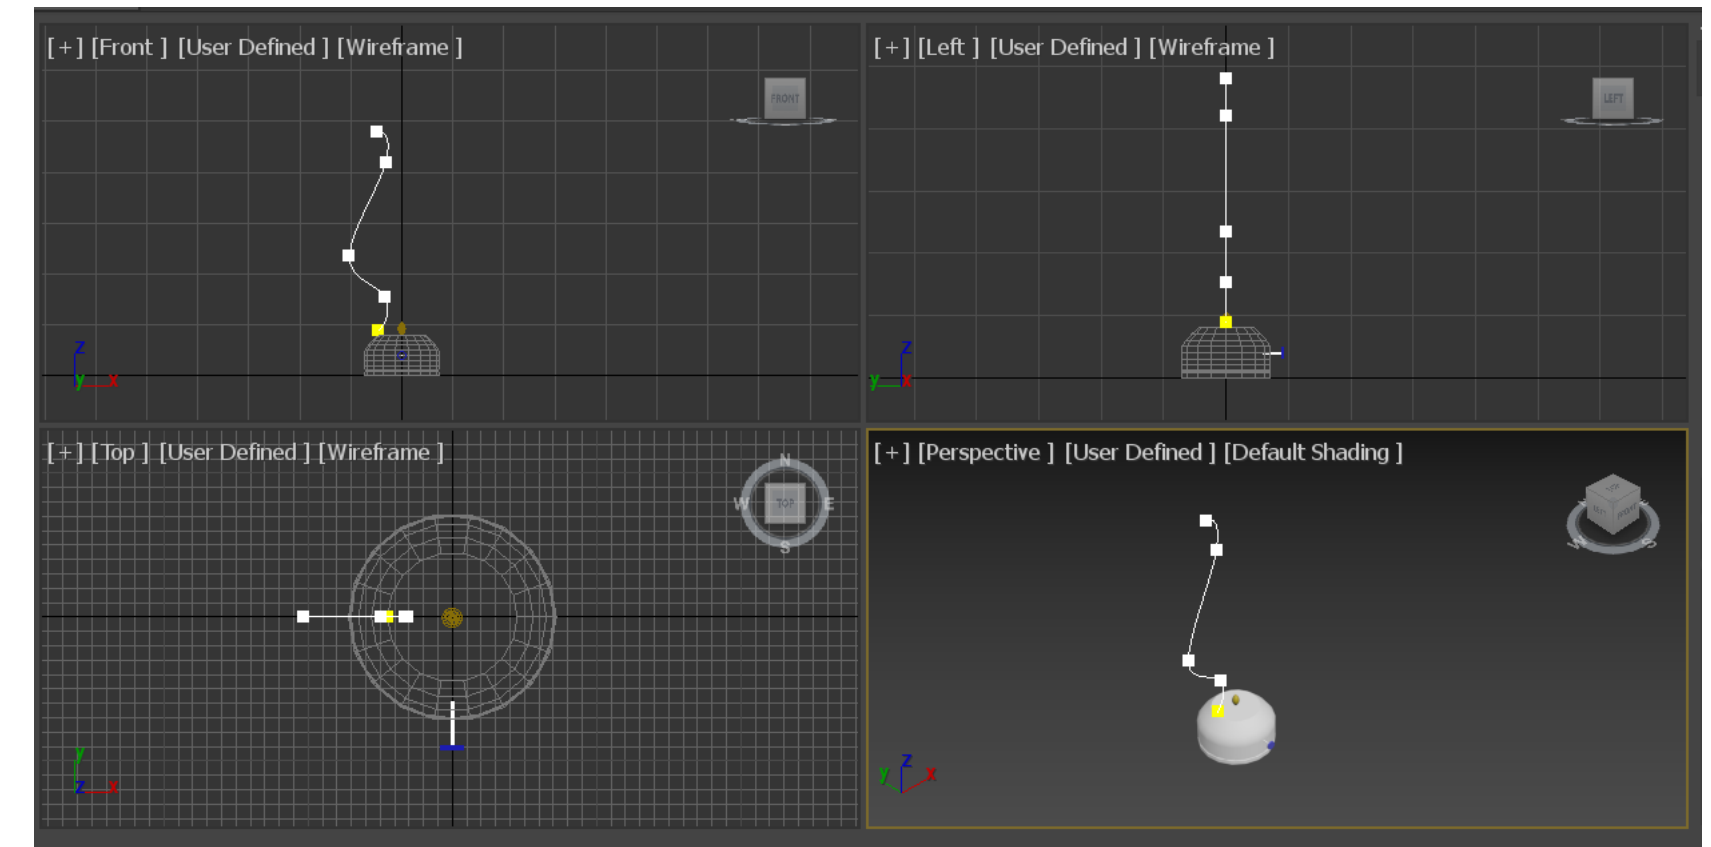 [+] [Front ] [User Defined ] [Wireframe ]
FRONT
z
y x
[+] [Left ] [User Defined ] [Wireframe ]
LEFT
z
y x
[+] [Top ] [User Defined ] [Wireframe ]
N
W TOP E
S
y
z x
[+] [Perspective ] [User Defined ] [Default Shading ]
W S
z
y x